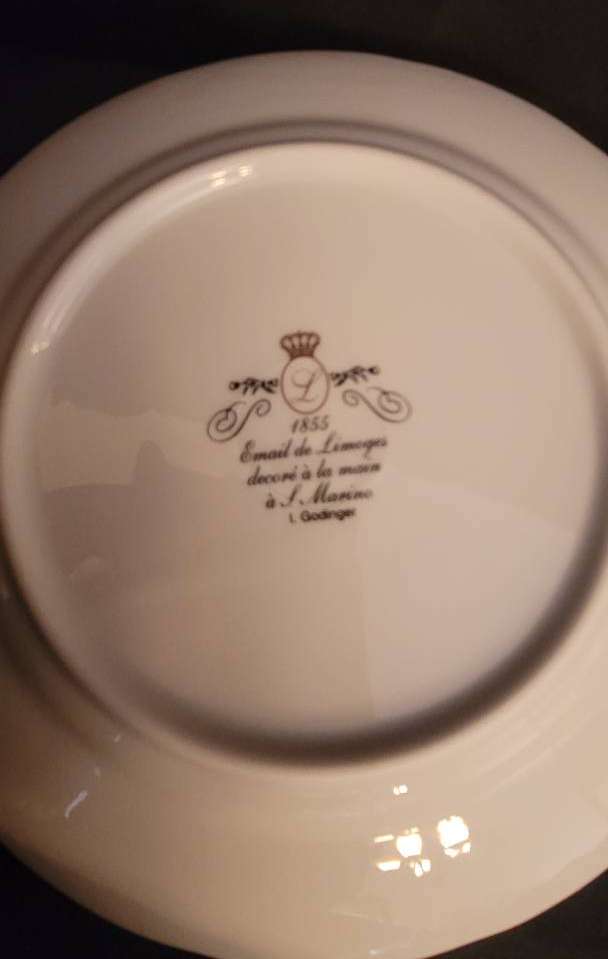 L
1855
Email de Limoges
decoré à la main
à S. Marino
I. Godinger